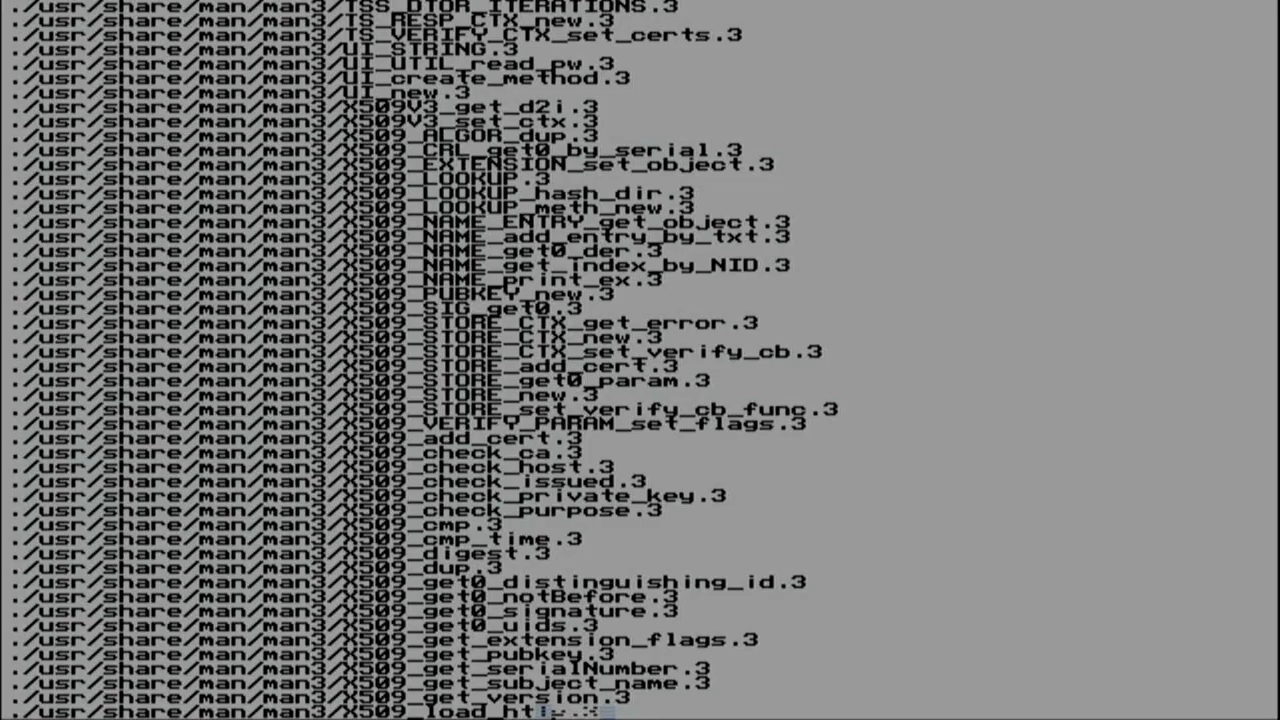 ./usr/share/man/man3/TSS_DTOR_ITERATIONS.3
./usr/share/man/man3/TS_RESP_CTX_new.3
./usr/share/man/man3/TS_VERIFY_CTX_set_certs.3
./usr/share/man/man3/UI_STRING.3
./usr/share/man/man3/UI_UTIL_read_pw.3
./usr/share/man/man3/UI_create_method.3
./usr/share/man/man3/UI_new.3
./usr/share/man/man3/X509V3_get_d2i.3
./usr/share/man/man3/X509V3_set_ctx.3
./usr/share/man/man3/X509_ALGOR_dup.3
./usr/share/man/man3/X509_CRL_get0_by_serial.3
./usr/share/man/man3/X509_EXTENSION_set_object.3
./usr/share/man/man3/X509_LOOKUP.3
./usr/share/man/man3/X509_LOOKUP_hash_dir.3
./usr/share/man/man3/X509_LOOKUP_meth_new.3
./usr/share/man/man3/X509_NAME_ENTRY_get_object.3
./usr/share/man/man3/X509_NAME_add_entry_by_txt.3
./usr/share/man/man3/X509_NAME_get0_der.3
./usr/share/man/man3/X509_NAME_get_index_by_NID.3
./usr/share/man/man3/X509_NAME_print_ex.3
./usr/share/man/man3/X509_PUBKEY_new.3
./usr/share/man/man3/X509_SIG_get0.3
./usr/share/man/man3/X509_STORE_CTX_get_error.3
./usr/share/man/man3/X509_STORE_CTX_new.3
./usr/share/man/man3/X509_STORE_CTX_set_verify_cb.3
./usr/share/man/man3/X509_STORE_add_cert.3
./usr/share/man/man3/X509_STORE_get0_param.3
./usr/share/man/man3/X509_STORE_new.3
./usr/share/man/man3/X509_STORE_set_verify_cb_func.3
./usr/share/man/man3/X509_VERIFY_PARAM_set_flags.3
./usr/share/man/man3/X509_add_cert.3
./usr/share/man/man3/X509_check_ca.3
./usr/share/man/man3/X509_check_host.3
./usr/share/man/man3/X509_check_issued.3
./usr/share/man/man3/X509_check_private_key.3
./usr/share/man/man3/X509_check_purpose.3
./usr/share/man/man3/X509_cmp.3
./usr/share/man/man3/X509_cmp_time.3
./usr/share/man/man3/X509_digest.3
./usr/share/man/man3/X509_dup.3
./usr/share/man/man3/X509_get0_distinguishing_id.3
./usr/share/man/man3/X509_get0_notBefore.3
./usr/share/man/man3/X509_get0_signature.3
./usr/share/man/man3/X509_get0_uids.3
./usr/share/man/man3/X509_get_extension_flags.3
./usr/share/man/man3/X509_get_pubkey.3
./usr/share/man/man3/X509_get_serialNumber.3
./usr/share/man/man3/X509_get_subject_name.3
./usr/share/man/man3/X509_get_version.3
./usr/share/man/man3/X509_load_ht